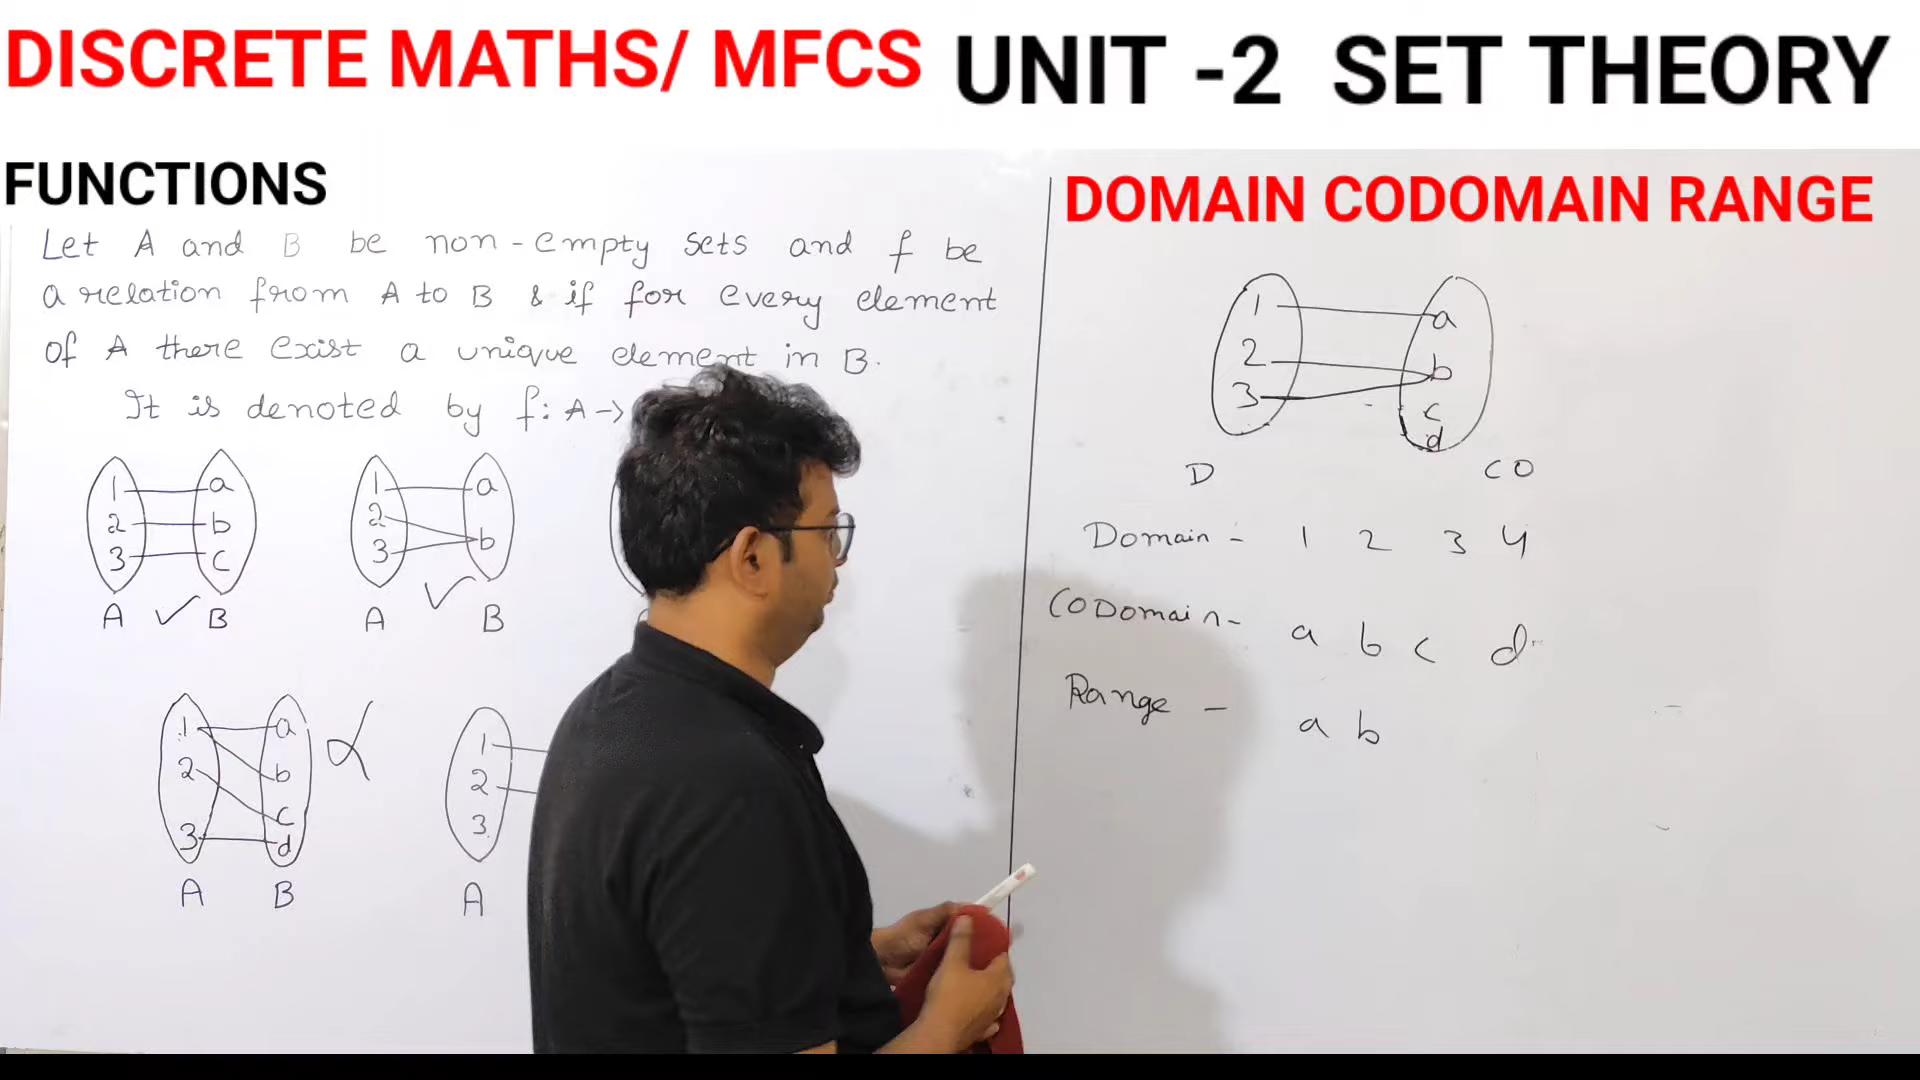 DISCRETE MATHS/ MFCS UNIT -2 SET THEORY
FUNCTIONS
Let A and B be non-empty sets and f be
a relation from A to B & if for every element
of A there exist a unique element in B.
It is denoted by f: A →
1 a
2 b
3 c
A B
1 a
2
3 b
A B
1 a
2 b
c
3 d
A B
1
2
3
A
DOMAIN CODOMAIN RANGE
1 a
2 b
3 c
d
D CO
Domain - 1 2 3 4
CoDomain - a b c d
Range - a b